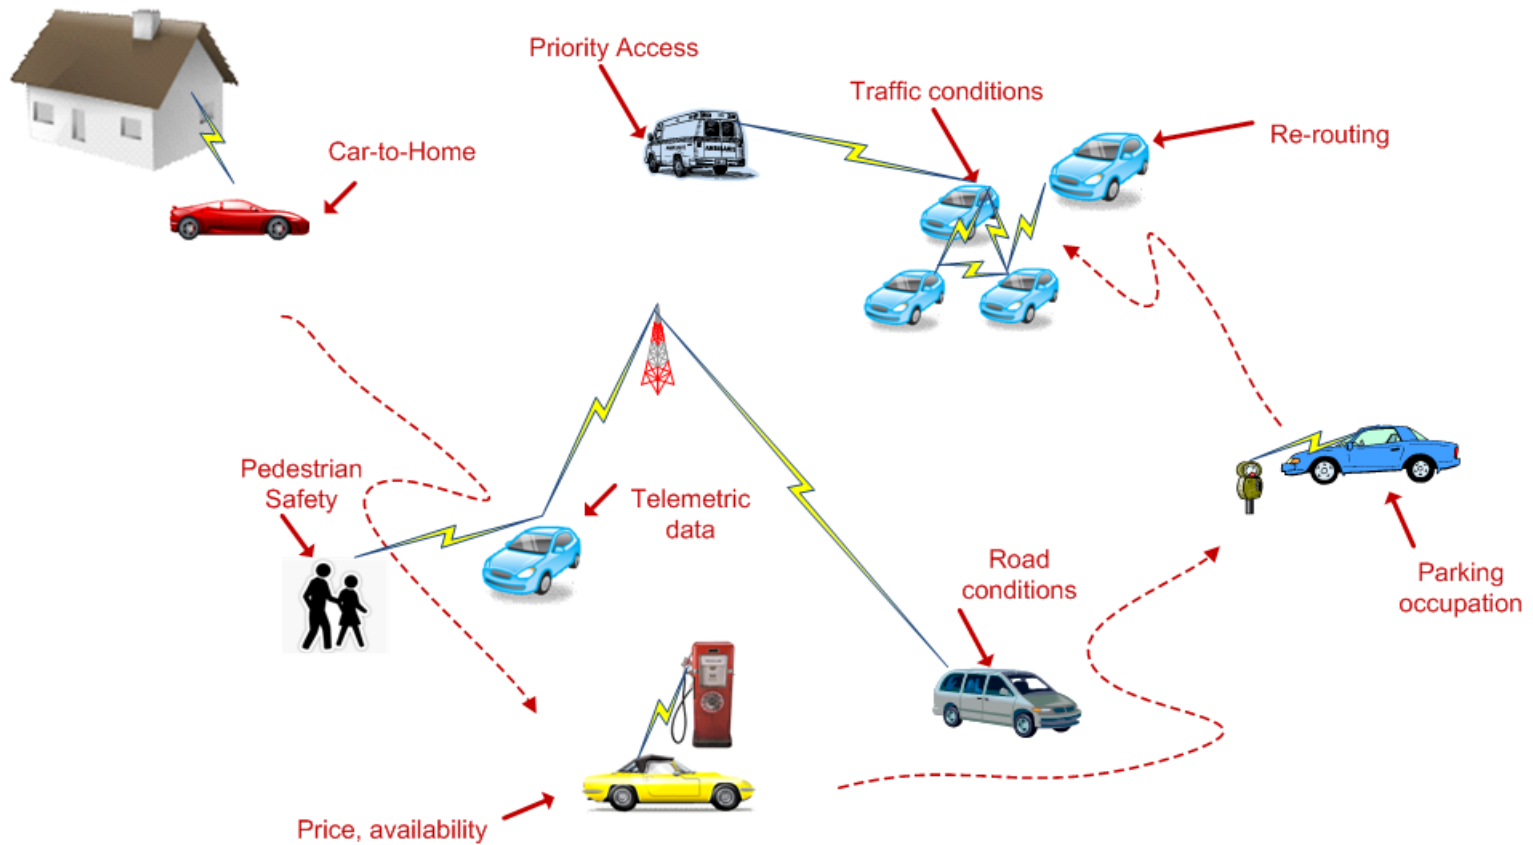 Priority Access
Traffic conditions
Re-routing
Car-to-Home
AMBULANCE
Pedestrian
Safety
Telemetric
data
Road
conditions
Parking
occupation
Price, availability